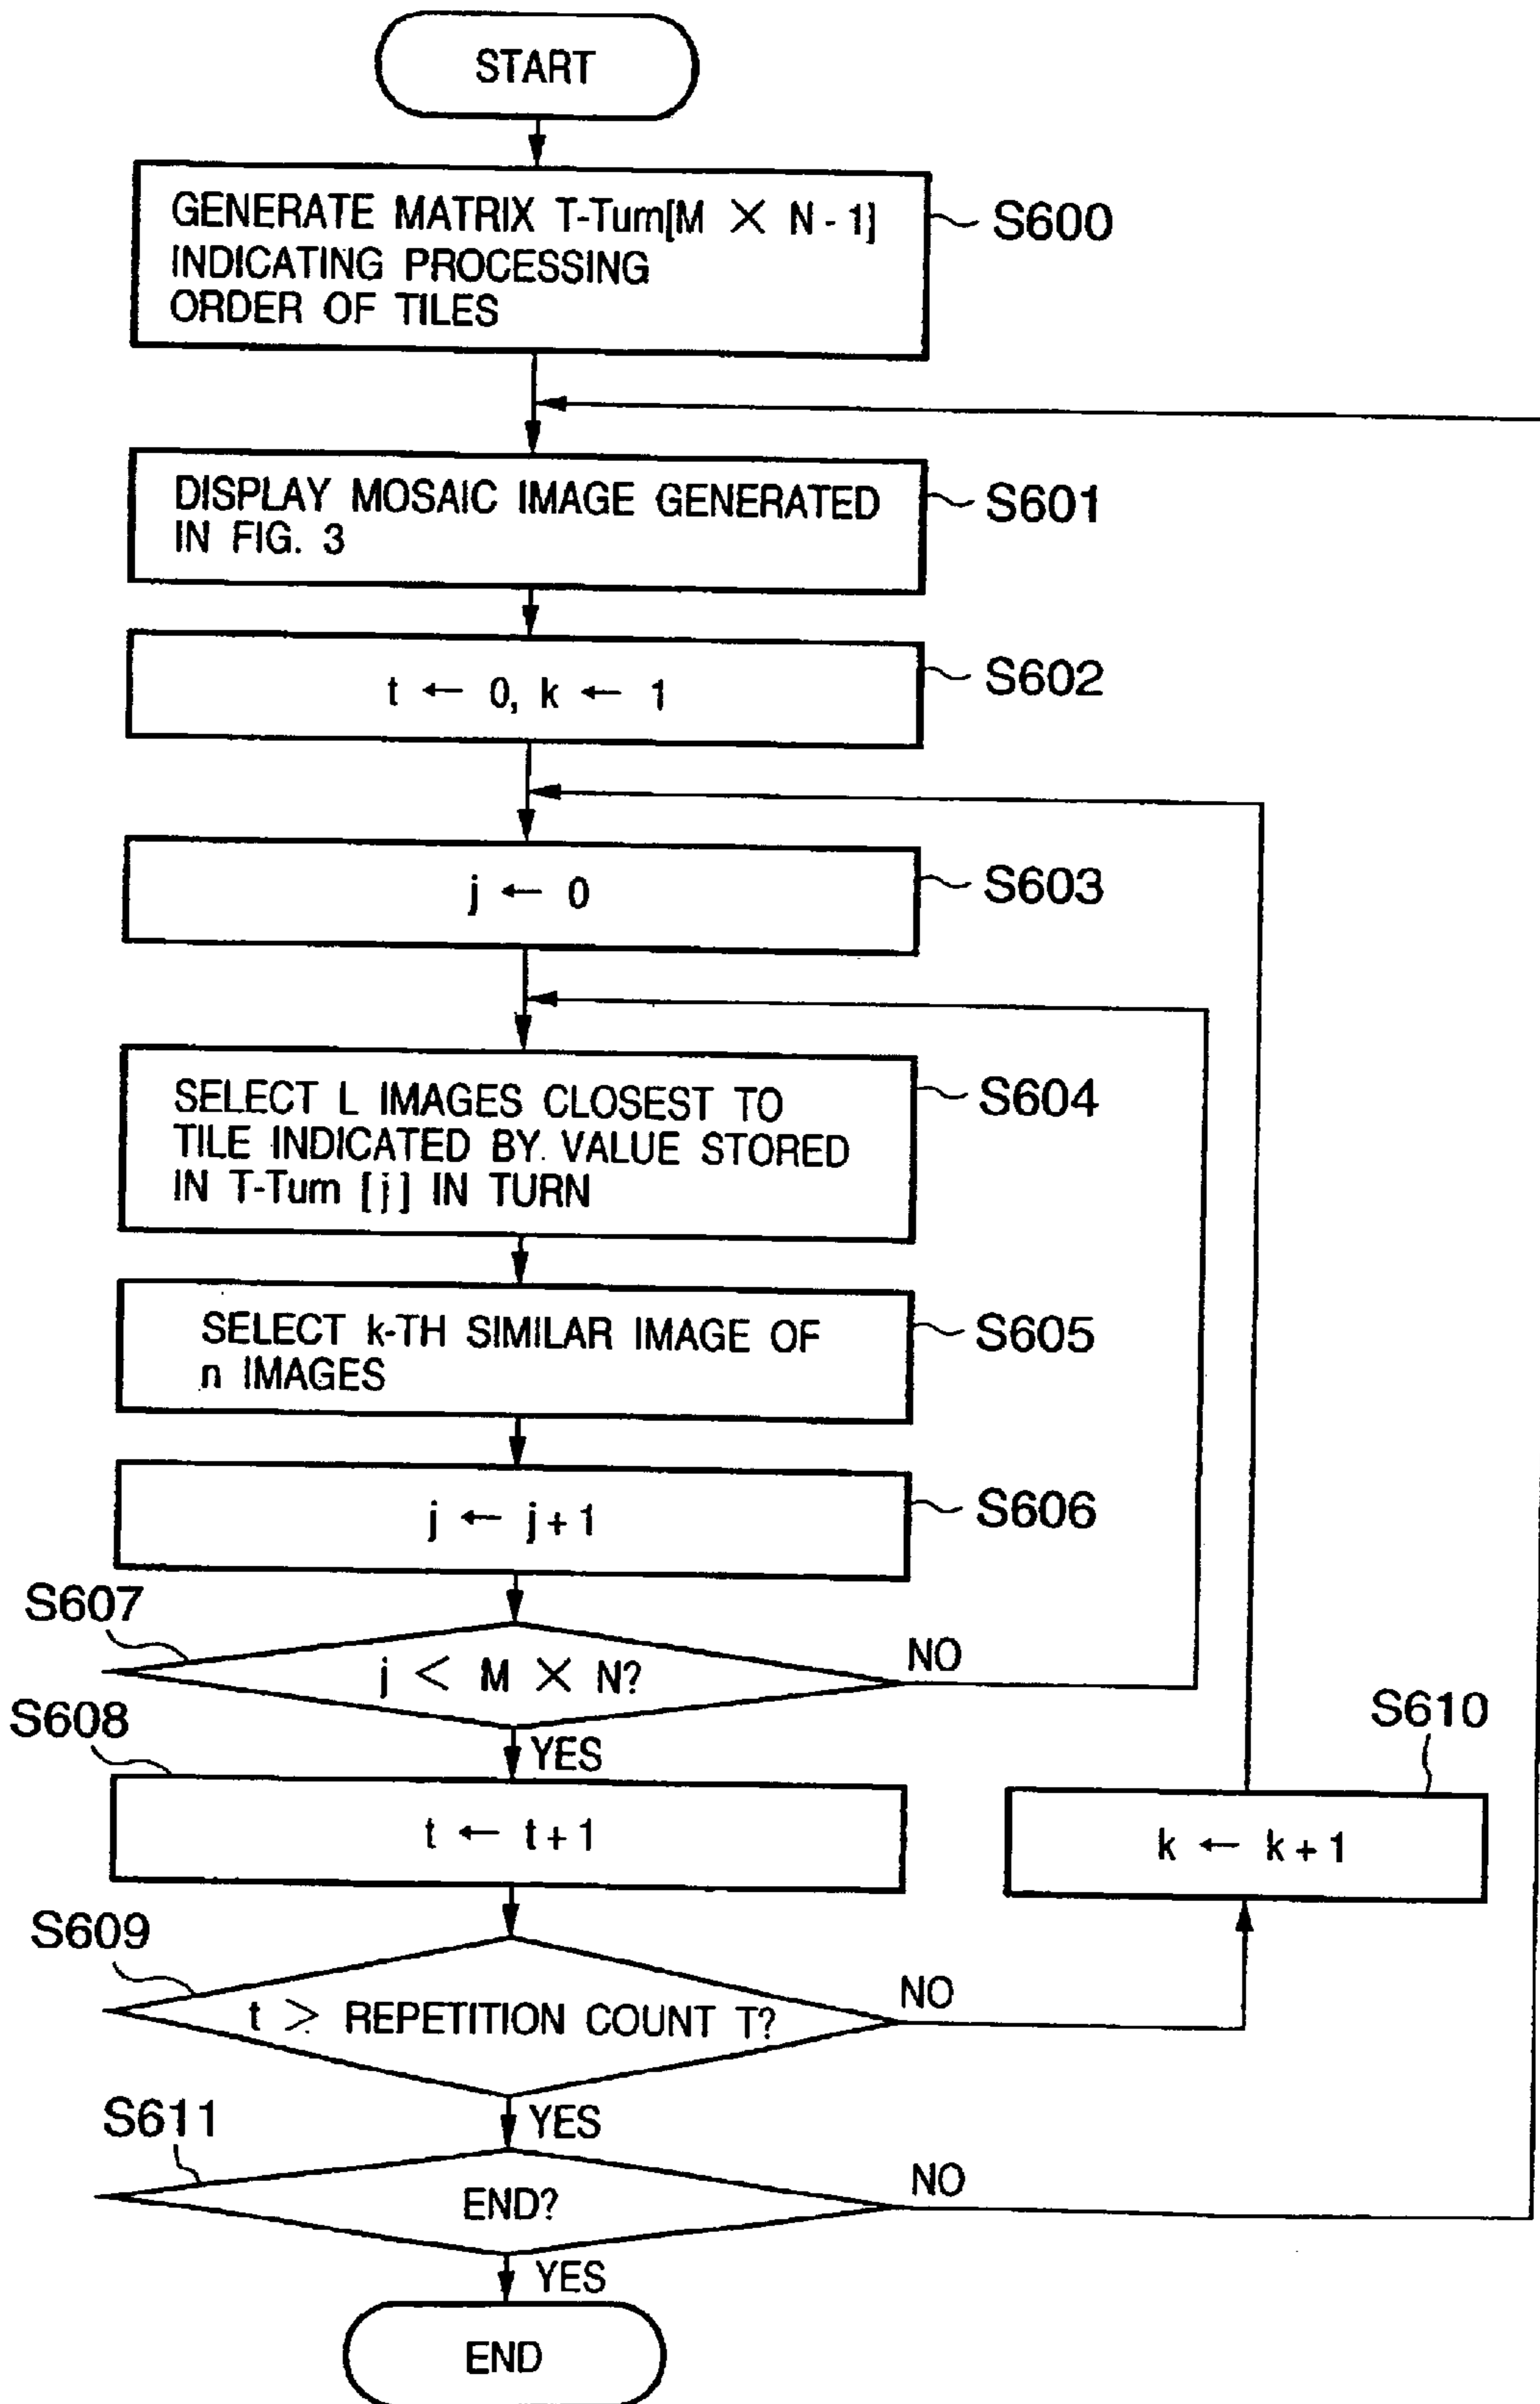 START
GENERATE MATRIX T-Tum[M × N - 1]
INDICATING PROCESSING
ORDER OF TILES
S600
DISPLAY MOSAIC IMAGE GENERATED
IN FIG. 3
S601
t ← 0, k ← 1
S602
j ← 0
S603
SELECT L IMAGES CLOSEST TO
TILE INDICATED BY VALUE STORED
IN T-Tum [j] IN TURN
S604
SELECT k-TH SIMILAR IMAGE OF
n IMAGES
S605
j ← j+1
S606
S607
j < M × N?
NO
YES
S608
t ← t+1
S610
k ← k+1
S609
t > REPETITION COUNT T?
NO
YES
S611
END?
NO
YES
END